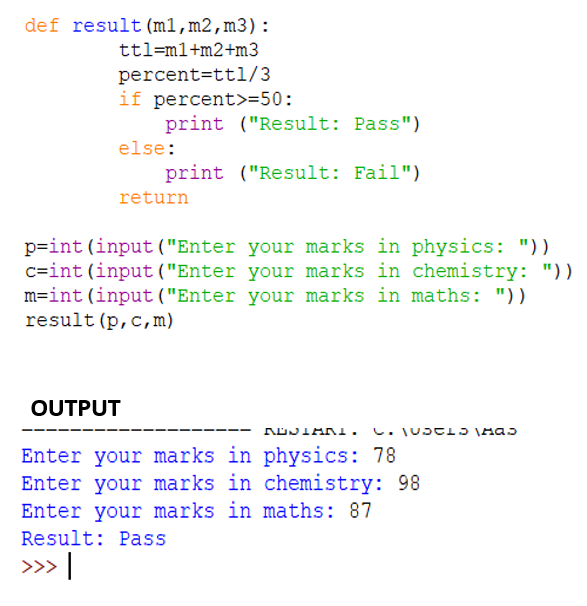 def result(m1,m2,m3):
ttl=m1+m2+m3
percent=ttl/3
if percent>=50:
print ("Result: Pass")
else:
print ("Result: Fail")
return
p=int(input("Enter your marks in physics: "))
c=int(input("Enter your marks in chemistry: "))
m=int(input("Enter your marks in maths: "))
result(p,c,m)
OUTPUT
RESTART: C:\Users\Aas
Enter your marks in physics: 78
Enter your marks in chemistry: 98
Enter your marks in maths: 87
Result: Pass
>>>